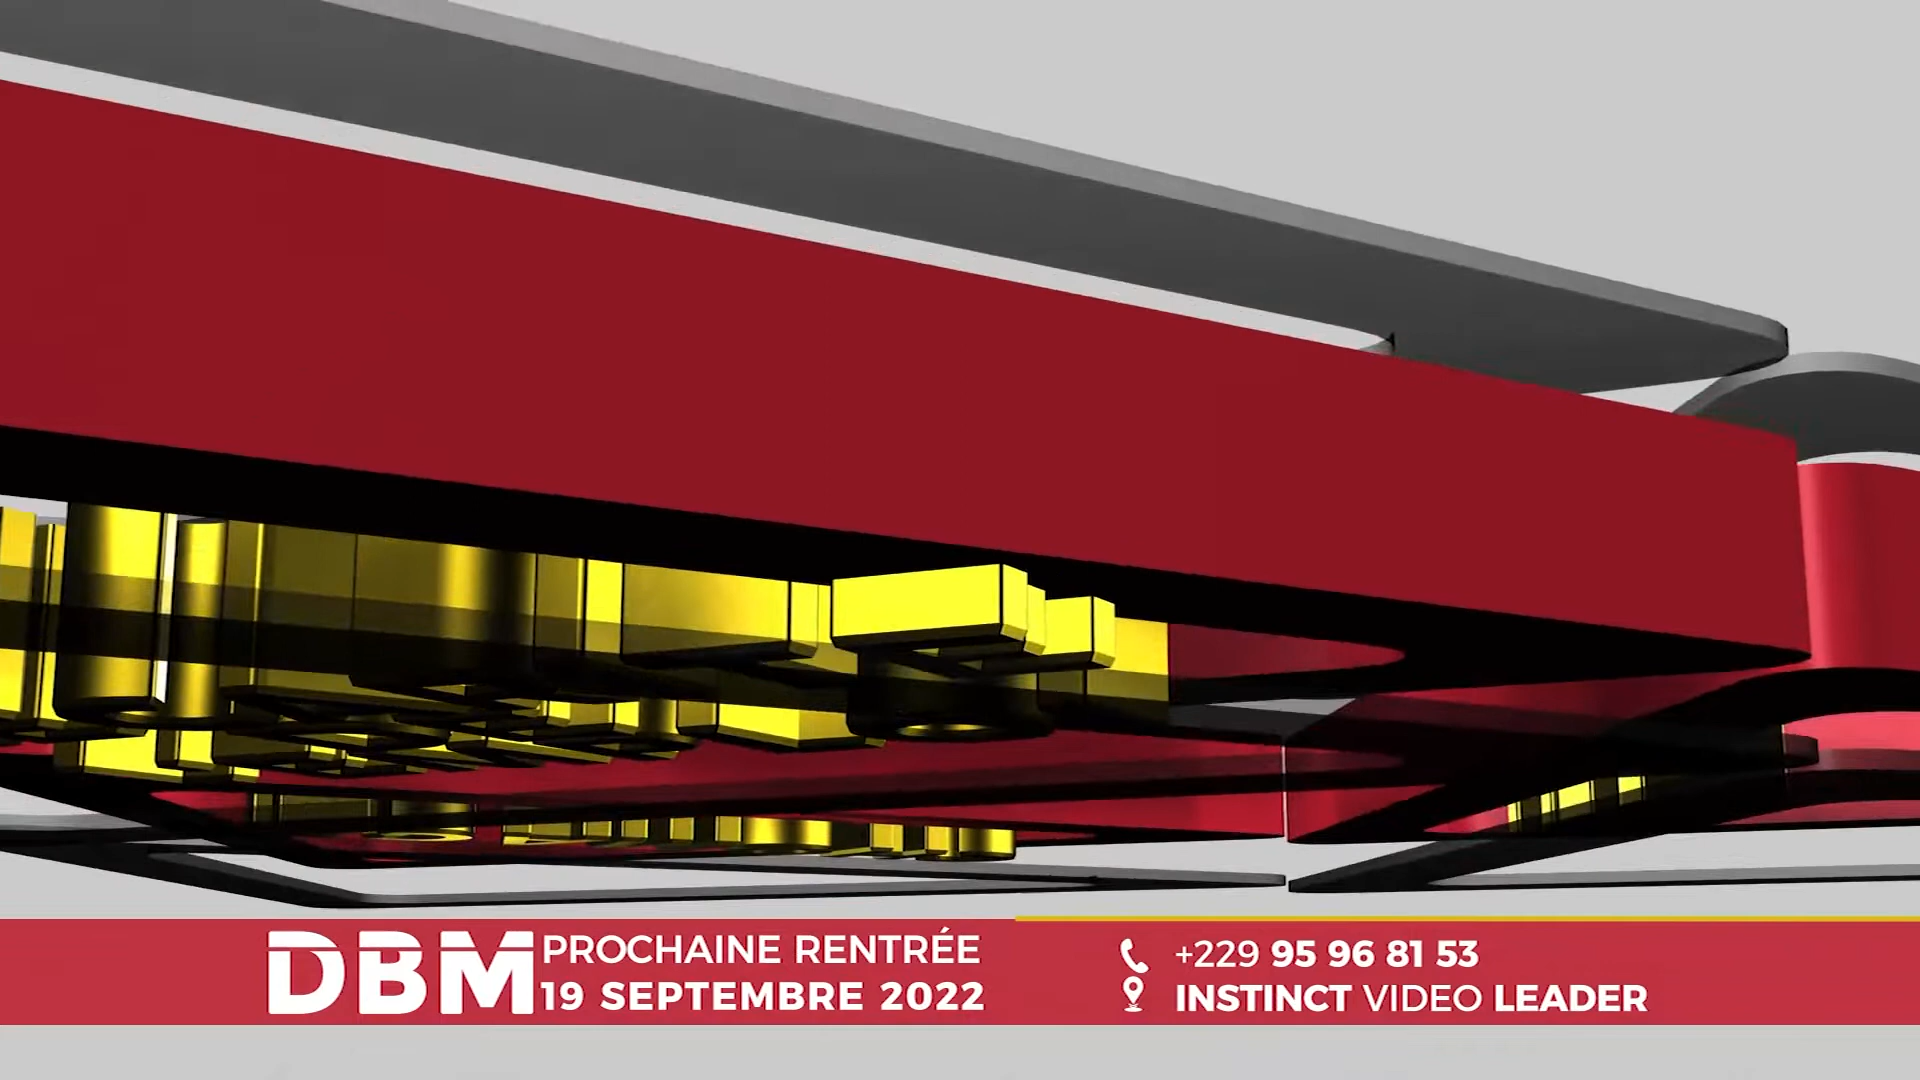 DBM
PROCHAINE RENTRÉE
19 SEPTEMBRE 2022
+229 95 96 81 53
INSTINCT VIDEO LEADER